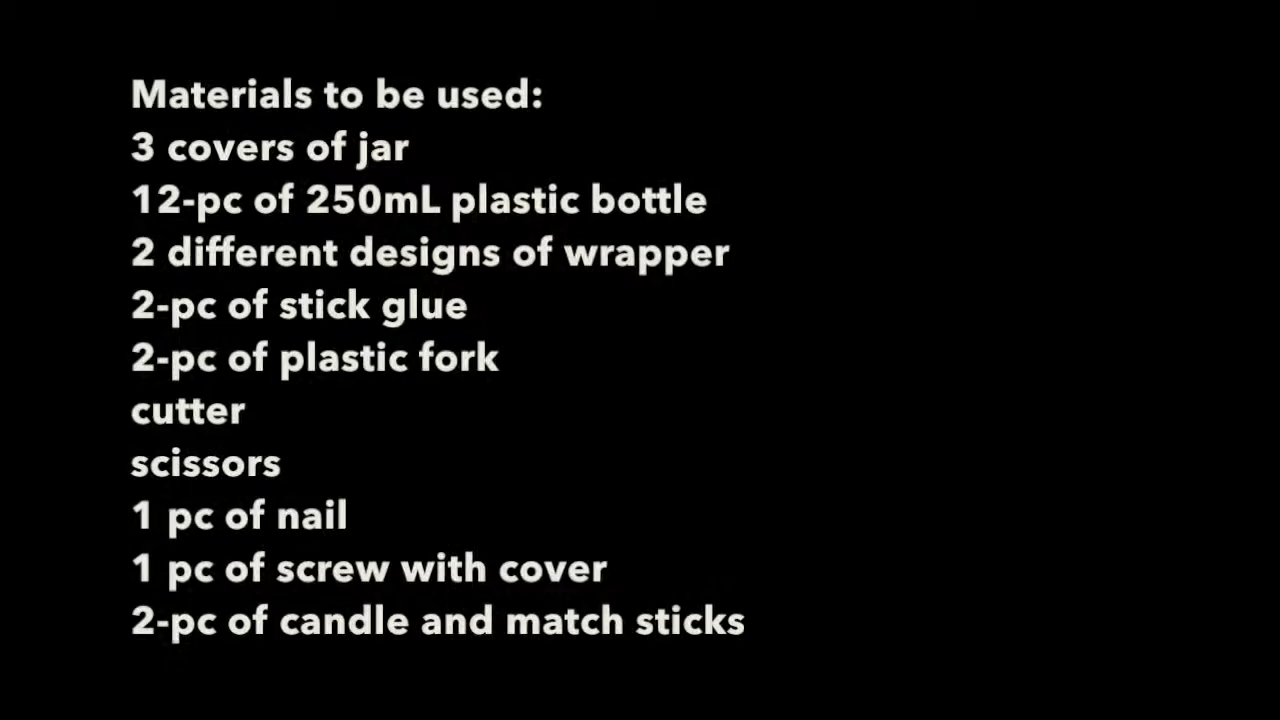 Materials to be used:
3 covers of jar
12-pc of 250mL plastic bottle
2 different designs of wrapper
2-pc of stick glue
2-pc of plastic fork
cutter
scissors
1 pc of nail
1 pc of screw with cover
2-pc of candle and match sticks